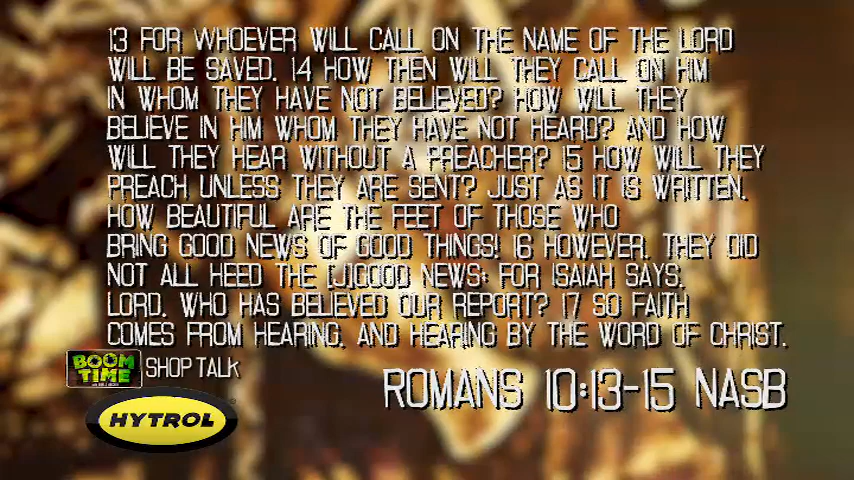 13 FOR WHOEVER WILL CALL ON THE NAME OF THE LORD
WILL BE SAVED. 14 HOW THEN WILL THEY CALL ON HIM
IN WHOM THEY HAVE NOT BELIEVED? HOW WILL THEY
BELIEVE IN HIM WHOM THEY HAVE NOT HEARD? AND HOW
WILL THEY HEAR WITHOUT A PREACHER? 15 HOW WILL THEY
PREACH UNLESS THEY ARE SENT? JUST AS IT IS WRITTEN,
HOW BEAUTIFUL ARE THE FEET OF THOSE WHO
BRING GOOD NEWS OF GOOD THINGS! 16 HOWEVER, THEY DID
NOT ALL HEED THE [J]GOOD NEWS; FOR ISAIAH SAYS,
LORD, WHO HAS BELIEVED OUR REPORT? 17 SO FAITH
COMES FROM HEARING, AND HEARING BY THE WORD OF CHRIST.
ROMANS 10:13-15 NASB
BOOM
TIME
SHOP TALK
HYTROL